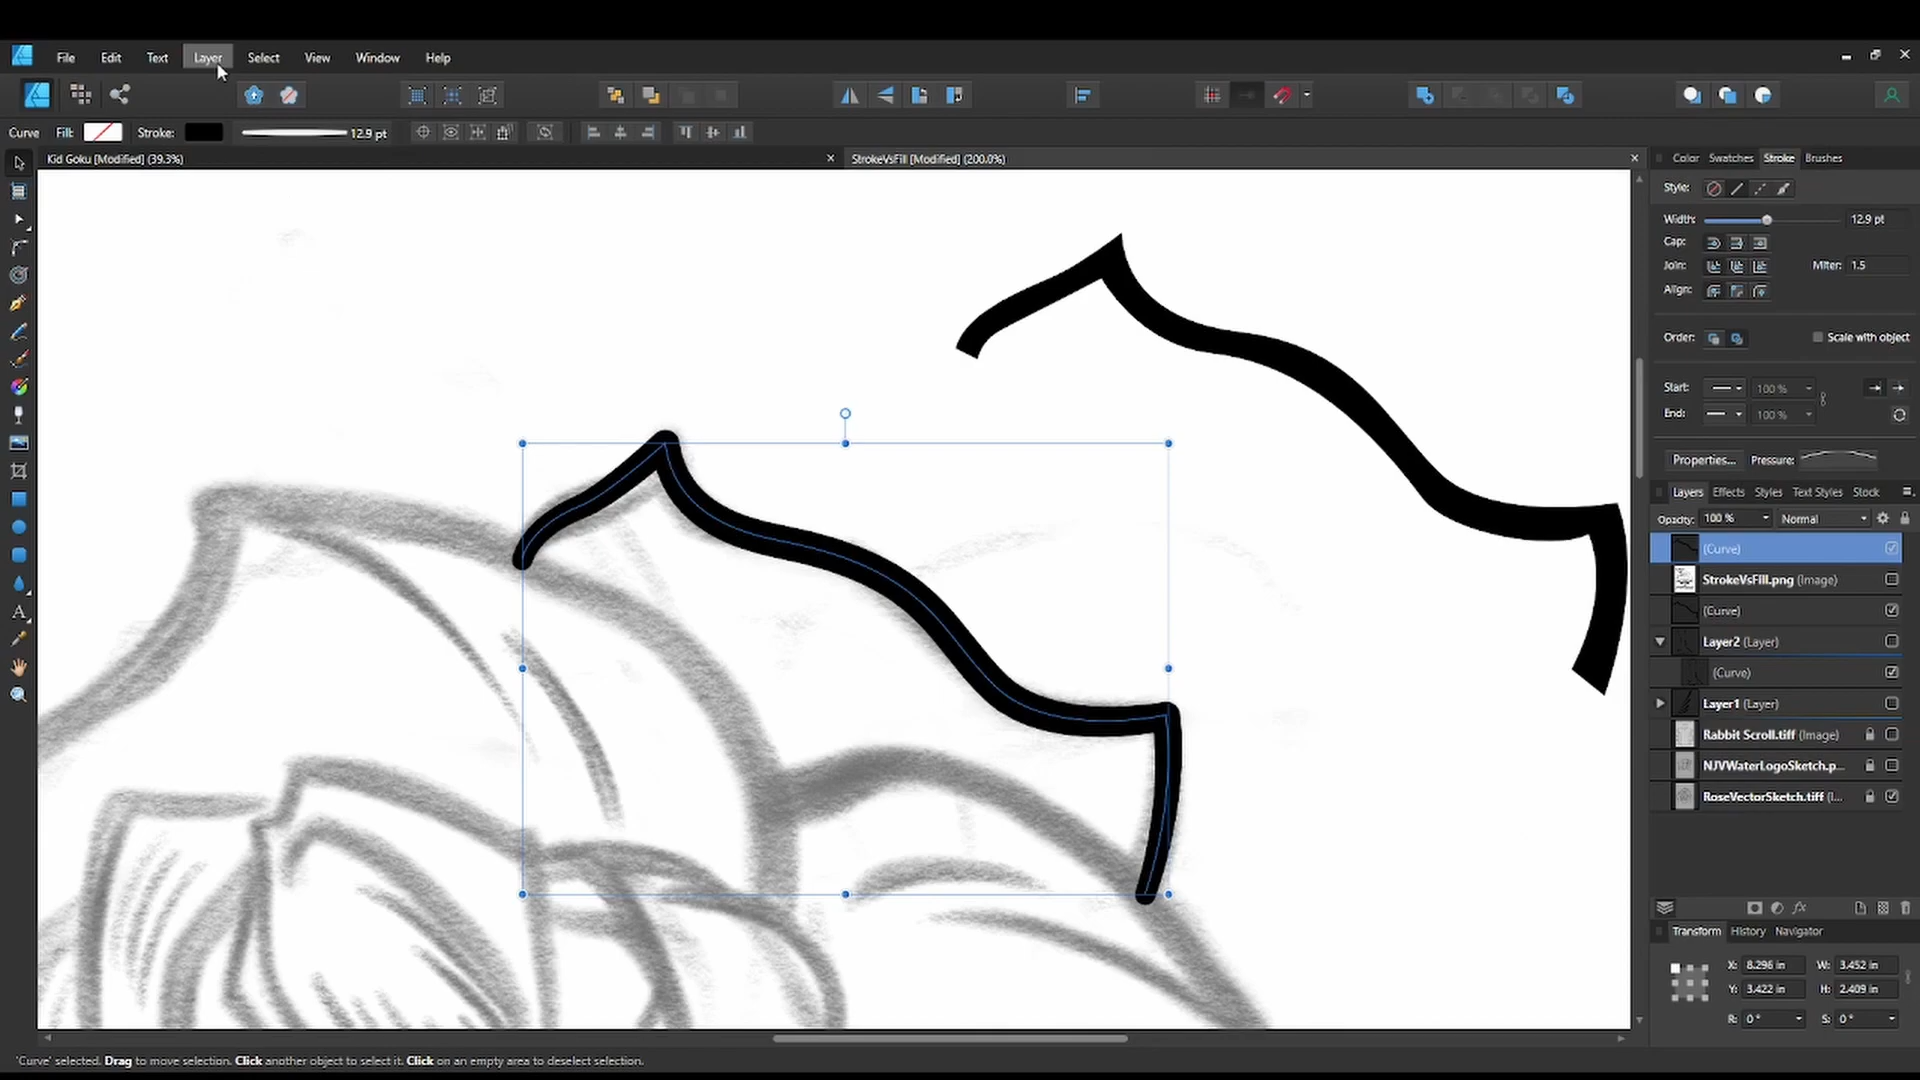 File Edit Text Layer Select View Window Help
Curve Fill: Stroke: 12.9 pt
Kid Goku [Modified] (39.3%) StrokeVsFill [Modified] (200.0%)
Color Swatches Stroke Brushes
Style:
Width: 12.9 pt
Cap:
Join: Miter: 1.5
Align:
Order: Scale with object
Start: 100 %
End: 100 %
Properties... Pressure:
Layers Effects Styles Text Styles Stock
Opacity: 100 % Normal
(Curve)
StrokeVsFill.png (Image)
(Curve)
Layer2 (Layer)
(Curve)
Layer1 (Layer)
Rabbit Scroll.tiff (Image)
NJVWaterLogoSketch.p...
RoseVectorSketch.tiff (I...
Transform History Navigator
X: 8.296 in W: 3.452 in
Y: 3.422 in H: 2.409 in
R: 0 ° S: 0 °
'Curve' selected. Drag to move selection. Click another object to select it. Click on an empty area to deselect selection.